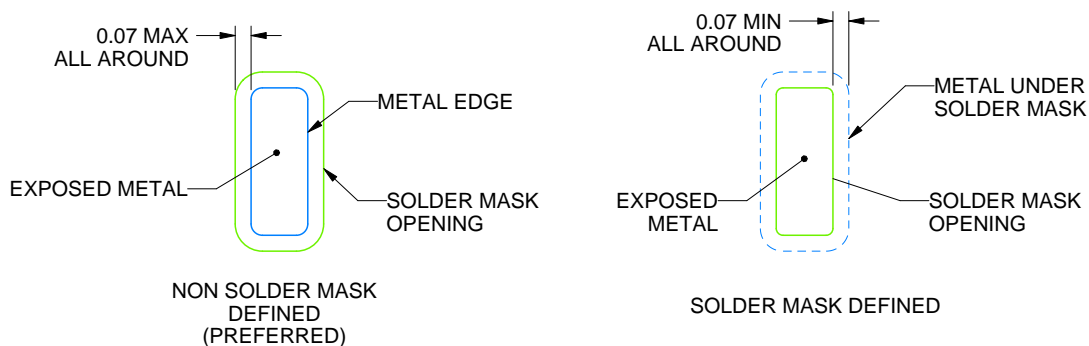 0.07 MAX
ALL AROUND
METAL EDGE
EXPOSED METAL
SOLDER MASK
OPENING
NON SOLDER MASK
DEFINED
(PREFERRED)
0.07 MIN
ALL AROUND
METAL UNDER
SOLDER MASK
EXPOSED
METAL
SOLDER MASK
OPENING
SOLDER MASK DEFINED